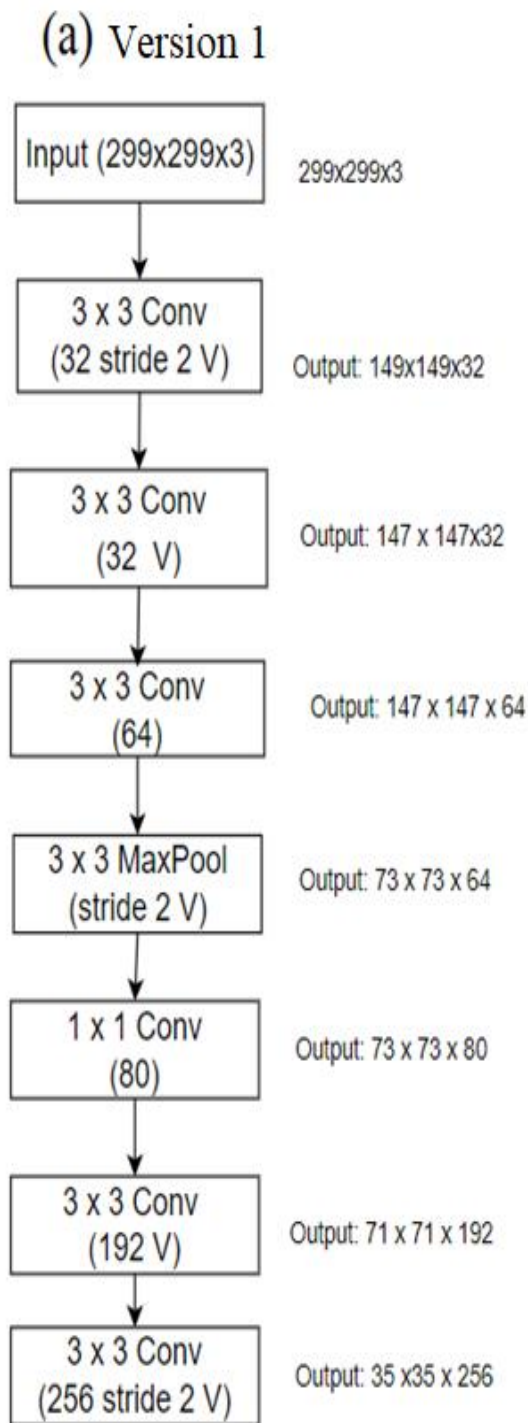 (a) Version 1
Input (299x299x3)
299x299x3
3 x 3 Conv
(32 stride 2 V)
Output: 149x149x32
3 x 3 Conv
(32 V)
Output: 147 x 147x32
3 x 3 Conv
(64)
Output: 147 x 147 x 64
3 x 3 MaxPool
(stride 2 V)
Output: 73 x 73 x 64
1 x 1 Conv
(80)
Output: 73 x 73 x 80
3 x 3 Conv
(192 V)
Output: 71 x 71 x 192
3 x 3 Conv
(256 stride 2 V)
Output: 35 x35 x 256